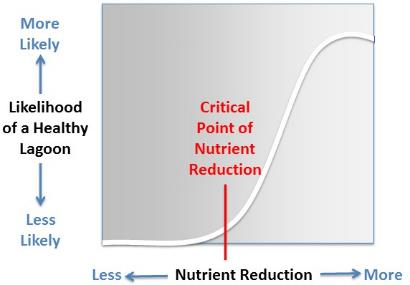 More
Likely
Likelihood
of a Healthy
Lagoon
Less
Likely
Critical
Point of
Nutrient
Reduction
Less
Nutrient Reduction
More